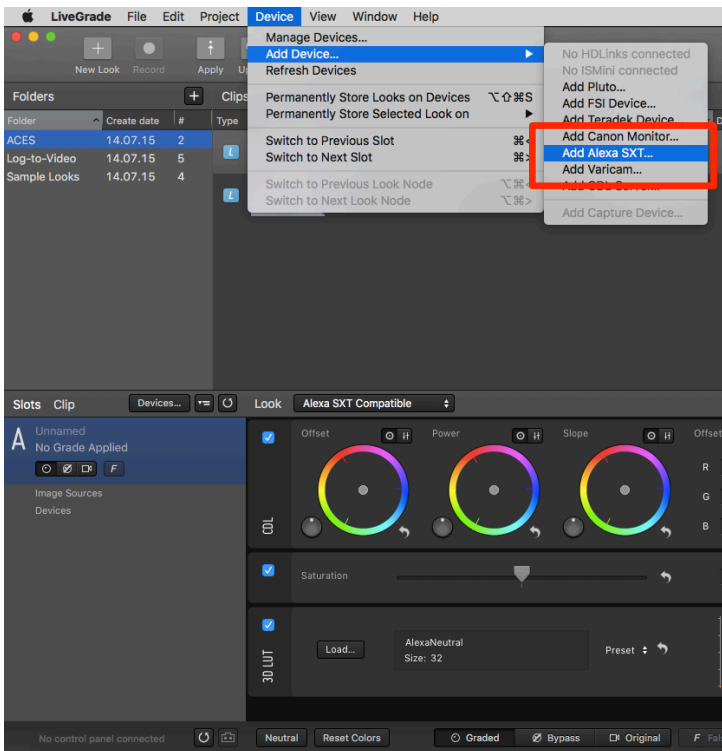 LiveGrade File Edit Project Device View Window Help
Manage Devices...
Add Device...
Refresh Devices
Permanently Store Looks on Devices ⌥⇧⌘S
Permanently Store Selected Look on
Switch to Previous Slot ⌘<
Switch to Next Slot ⌘>
Switch to Previous Look Node ⌥⌘<
Switch to Next Look Node ⌥⌘>
No HDLinks connected
No ISMini connected
Add Pluto...
Add FSI Device...
Add Teradek Device
Add Canon Monitor...
Add Alexa SXT...
Add Varicam...
Add CDL Server...
Add Capture Device...
New Look Record Apply
Folders Clips
Folder Create date # Type
ACES 14.07.15 2
Log-to-Video 14.07.15 5 L
Sample Looks 14.07.15 4
L
Slots Clip Devices... Look Alexa SXT Compatible
A Unnamed
No Grade Applied
F
Image Sources
Devices
Offset Power Slope Offset
R
G
B
CDL
Saturation
3D LUT
Load... AlexaNeutral
Size: 32
Preset
No control panel connected Neutral Reset Colors Graded Bypass Original F